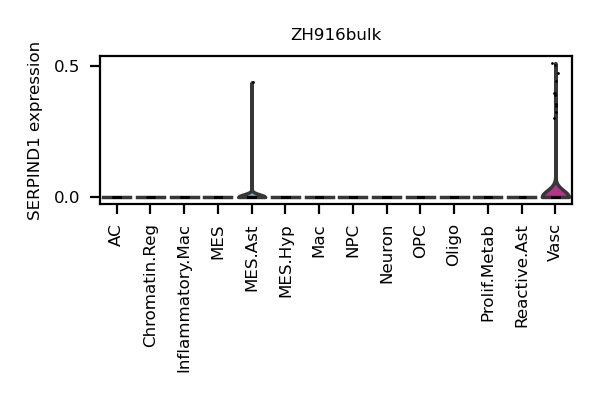 ZH916bulk
SERPIND1 expression
0.5
0.0
AC
Chromatin.Reg
Inflammatory.Mac
MES
MES.Ast
MES.Hyp
Mac
NPC
Neuron
OPC
Oligo
Prolif.Metab
Reactive.Ast
Vasc